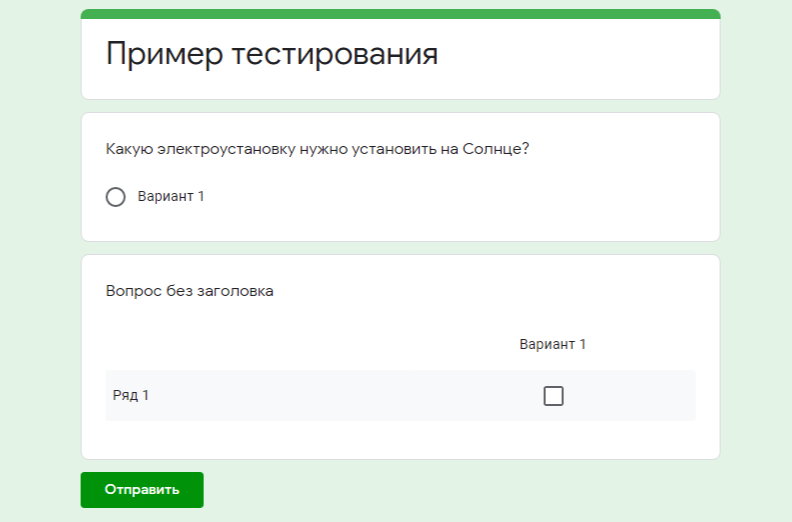 Пример тестирования
Какую электроустановку нужно установить на Солнце?
Вариант 1
Вопрос без заголовка
Вариант 1
Ряд 1
Отправить